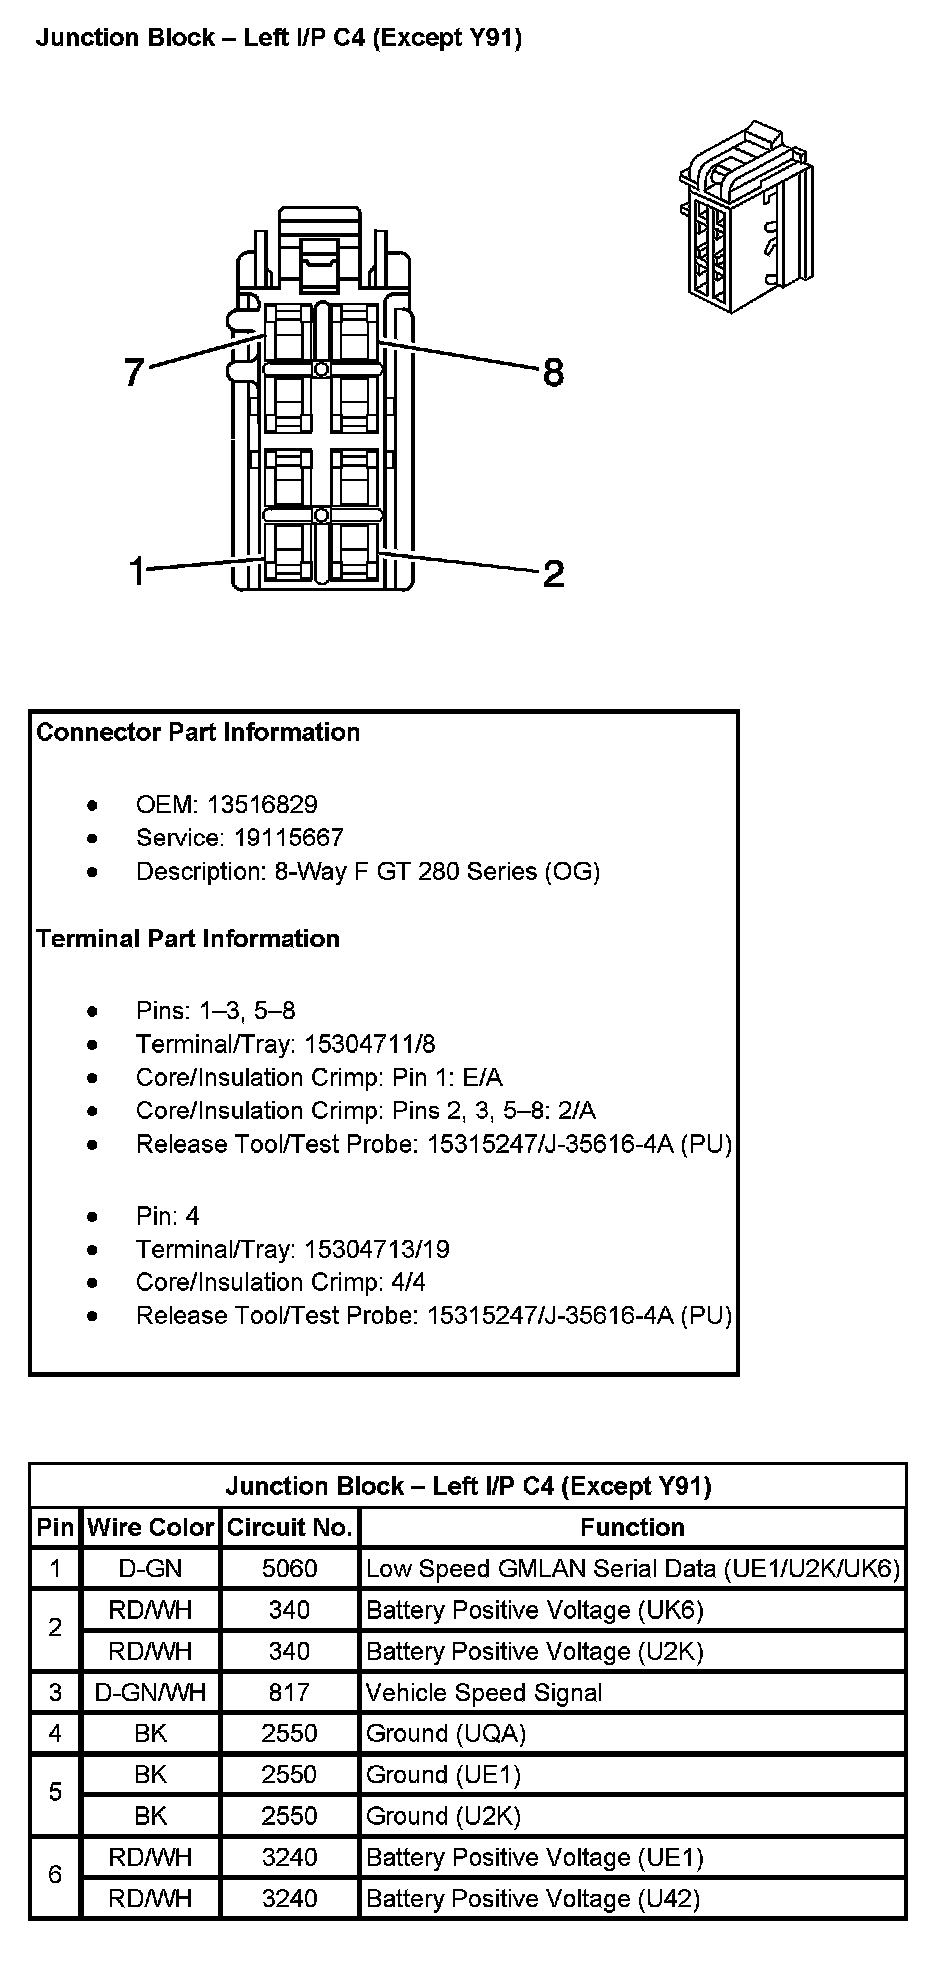 Junction Block – Left I/P C4 (Except Y91)
7
8
1
2
Connector Part Information
● OEM: 13516829
● Service: 19115667
● Description: 8-Way F GT 280 Series (OG)
Terminal Part Information
● Pins: 1–3, 5–8
● Terminal/Tray: 15304711/8
● Core/Insulation Crimp: Pin 1: E/A
● Core/Insulation Crimp: Pins 2, 3, 5–8: 2/A
● Release Tool/Test Probe: 15315247/J-35616-4A (PU)
● Pin: 4
● Terminal/Tray: 15304713/19
● Core/Insulation Crimp: 4/4
● Release Tool/Test Probe: 15315247/J-35616-4A (PU)
Junction Block – Left I/P C4 (Except Y91)
Pin Wire Color Circuit No. Function
1 D-GN 5060 Low Speed GMLAN Serial Data (UE1/U2K/UK6)
2 RD/WH 340 Battery Positive Voltage (UK6)
RD/WH 340 Battery Positive Voltage (U2K)
3 D-GN/WH 817 Vehicle Speed Signal
4 BK 2550 Ground (UQA)
5 BK 2550 Ground (UE1)
BK 2550 Ground (U2K)
6 RD/WH 3240 Battery Positive Voltage (UE1)
RD/WH 3240 Battery Positive Voltage (U42)